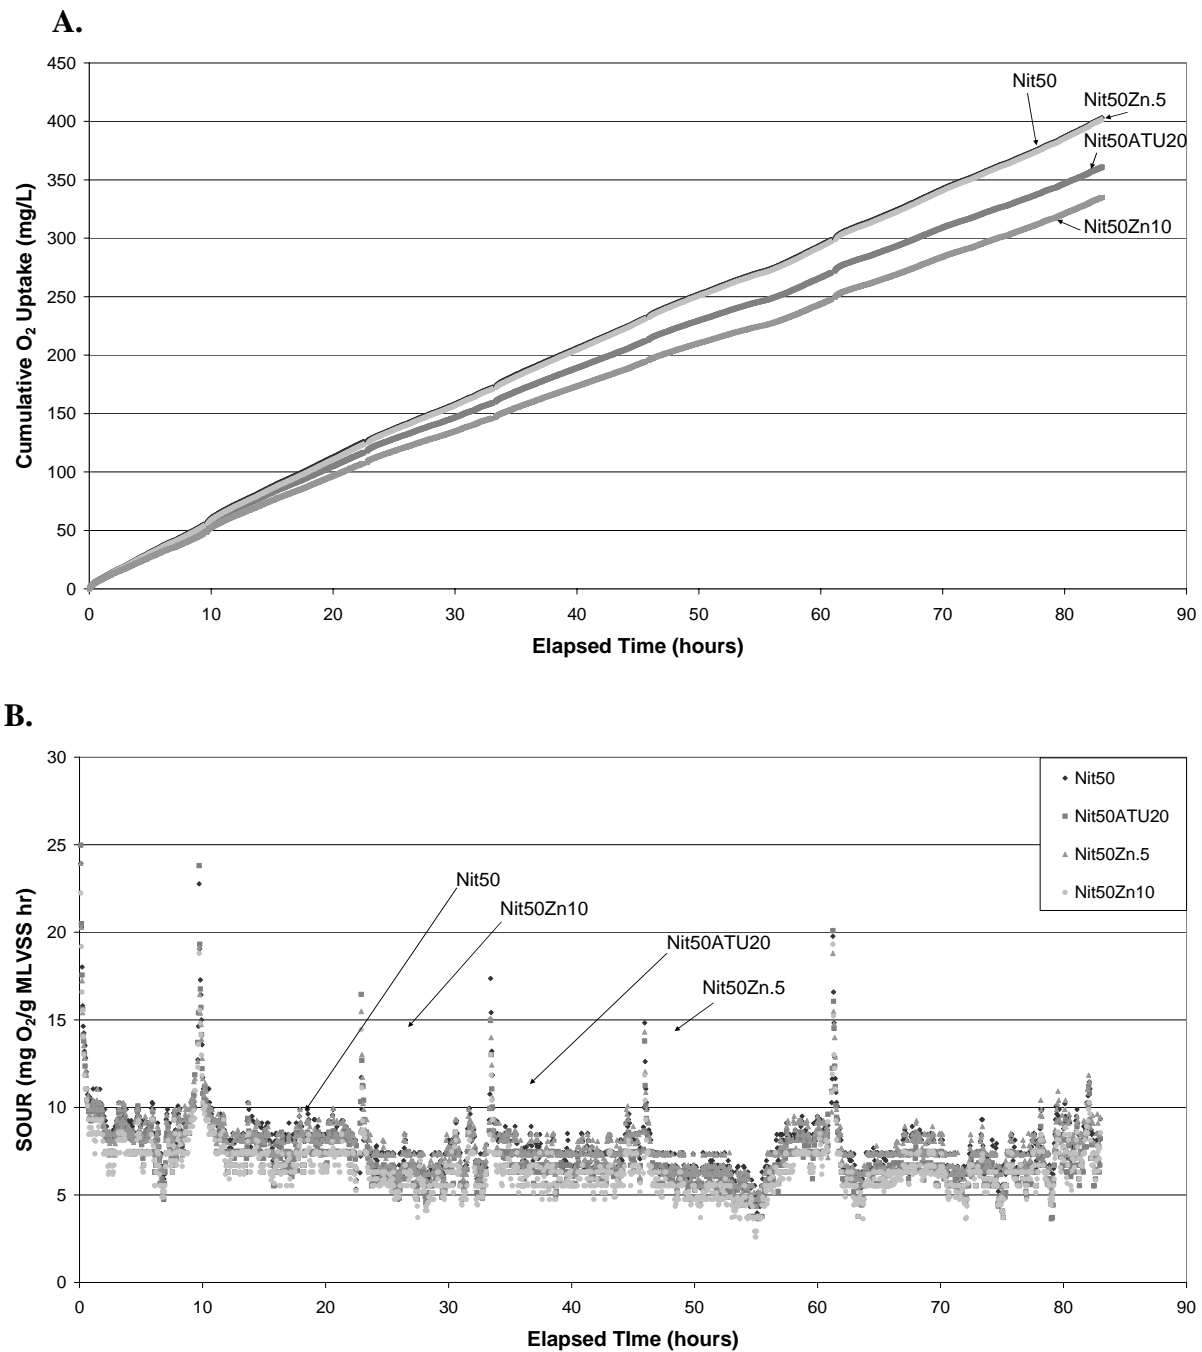 A.
450
400
350
300
250
200
150
100
50
0
Cumulative O₂ Uptake (mg/L)
Nit50
Nit50Zn.5
Nit50ATU20
Nit50Zn10
0 10 20 30 40 50 60 70 80 90
Elapsed Time (hours)
B.
30
25
20
15
10
5
0
SOUR (mg O₂/g MLVSS hr)
Nit50
Nit50ATU20
Nit50Zn.5
Nit50Zn10
Nit50
Nit50Zn10
Nit50ATU20
Nit50Zn.5
0 10 20 30 40 50 60 70 80 90
Elapsed TIme (hours)